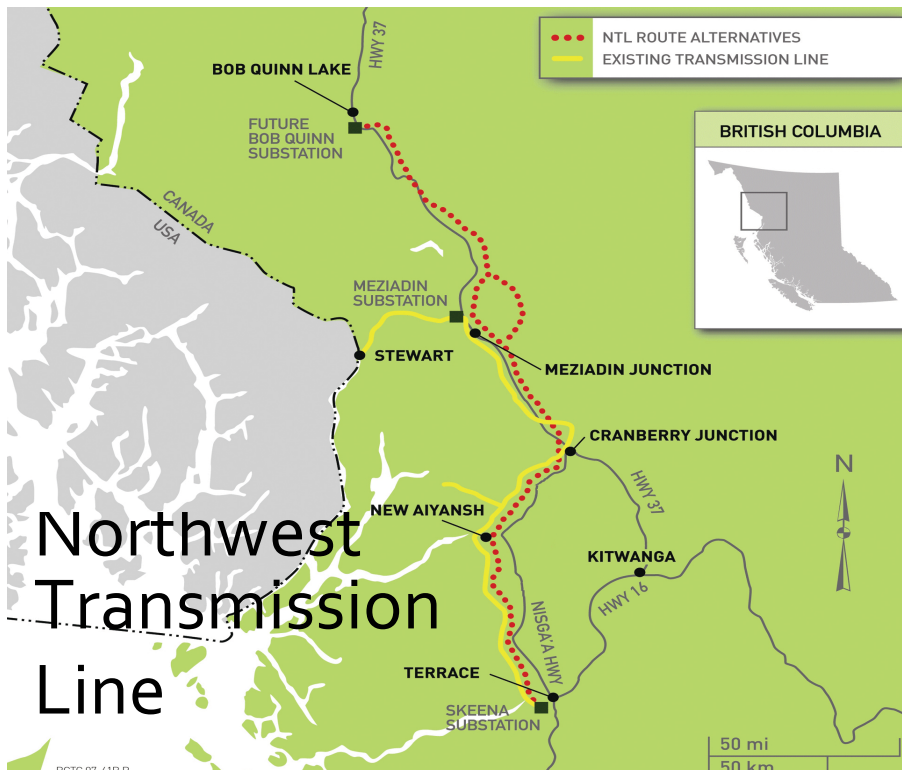 HWY 37
NTL ROUTE ALTERNATIVES
EXISTING TRANSMISSION LINE
BOB QUINN LAKE
FUTURE
BOB QUINN
SUBSTATION
BRITISH COLUMBIA
CANADA
USA
MEZIADIN
SUBSTATION
STEWART
MEZIADIN JUNCTION
CRANBERRY JUNCTION
N
HWY 37
NEW AIYANSH
Northwest
Transmission
Line
KITWANGA
HWY 16
NISGA'A HWY
TERRACE
SKEENA
SUBSTATION
50 mi
50 km